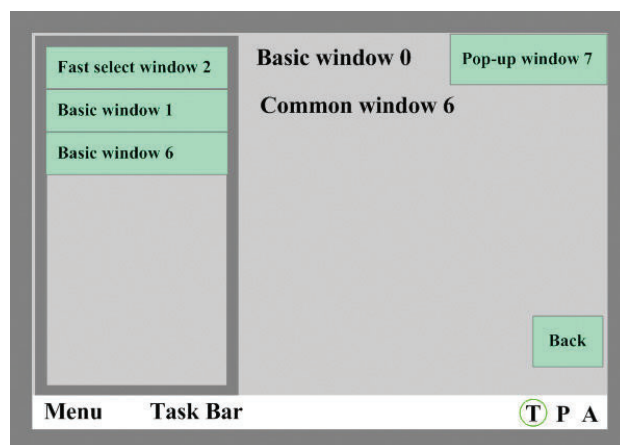 Fast select window 2
Basic window 1
Basic window 6
Basic window 0
Pop-up window 7
Common window 6
Back
Menu Task Bar T P A